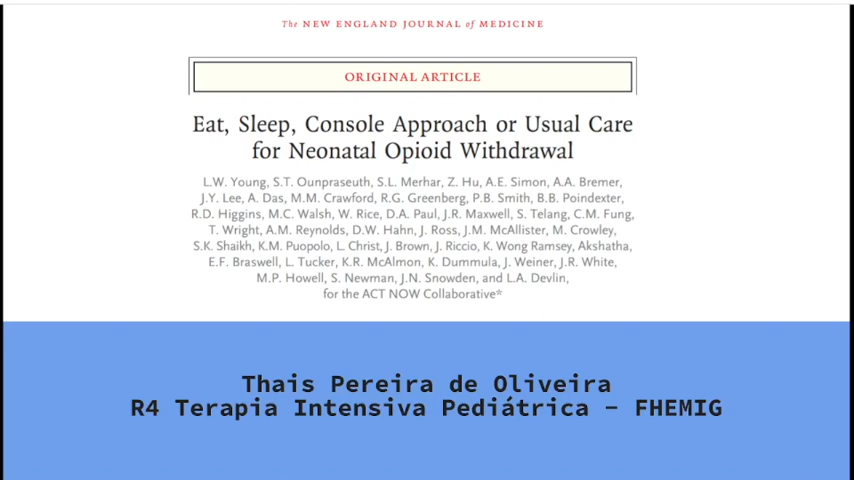 The NEW ENGLAND JOURNAL of MEDICINE
ORIGINAL ARTICLE
Eat, Sleep, Console Approach or Usual Care
for Neonatal Opioid Withdrawal
L.W. Young, S.T. Ounpraseuth, S.L. Merhar, Z. Hu, A.E. Simon, A.A. Bremer,
J.Y. Lee, A. Das, M.M. Crawford, R.G. Greenberg, P.B. Smith, B.B. Poindexter,
R.D. Higgins, M.C. Walsh, W. Rice, D.A. Paul, J.R. Maxwell, S. Telang, C.M. Fung,
T. Wright, A.M. Reynolds, D.W. Hahn, J. Ross, J.M. McAllister, M. Crowley,
S.K. Shaikh, K.M. Puopolo, L. Christ, J. Brown, J. Riccio, K. Wong Ramsey, Akshatha,
E.F. Braswell, L. Tucker, K.R. McAlmon, K. Dummula, J. Weiner, J.R. White,
M.P. Howell, S. Newman, J.N. Snowden, and L.A. Devlin,
for the ACT NOW Collaborative*
Thais Pereira de Oliveira
R4 Terapia Intensiva Pediátrica - FHEMIG